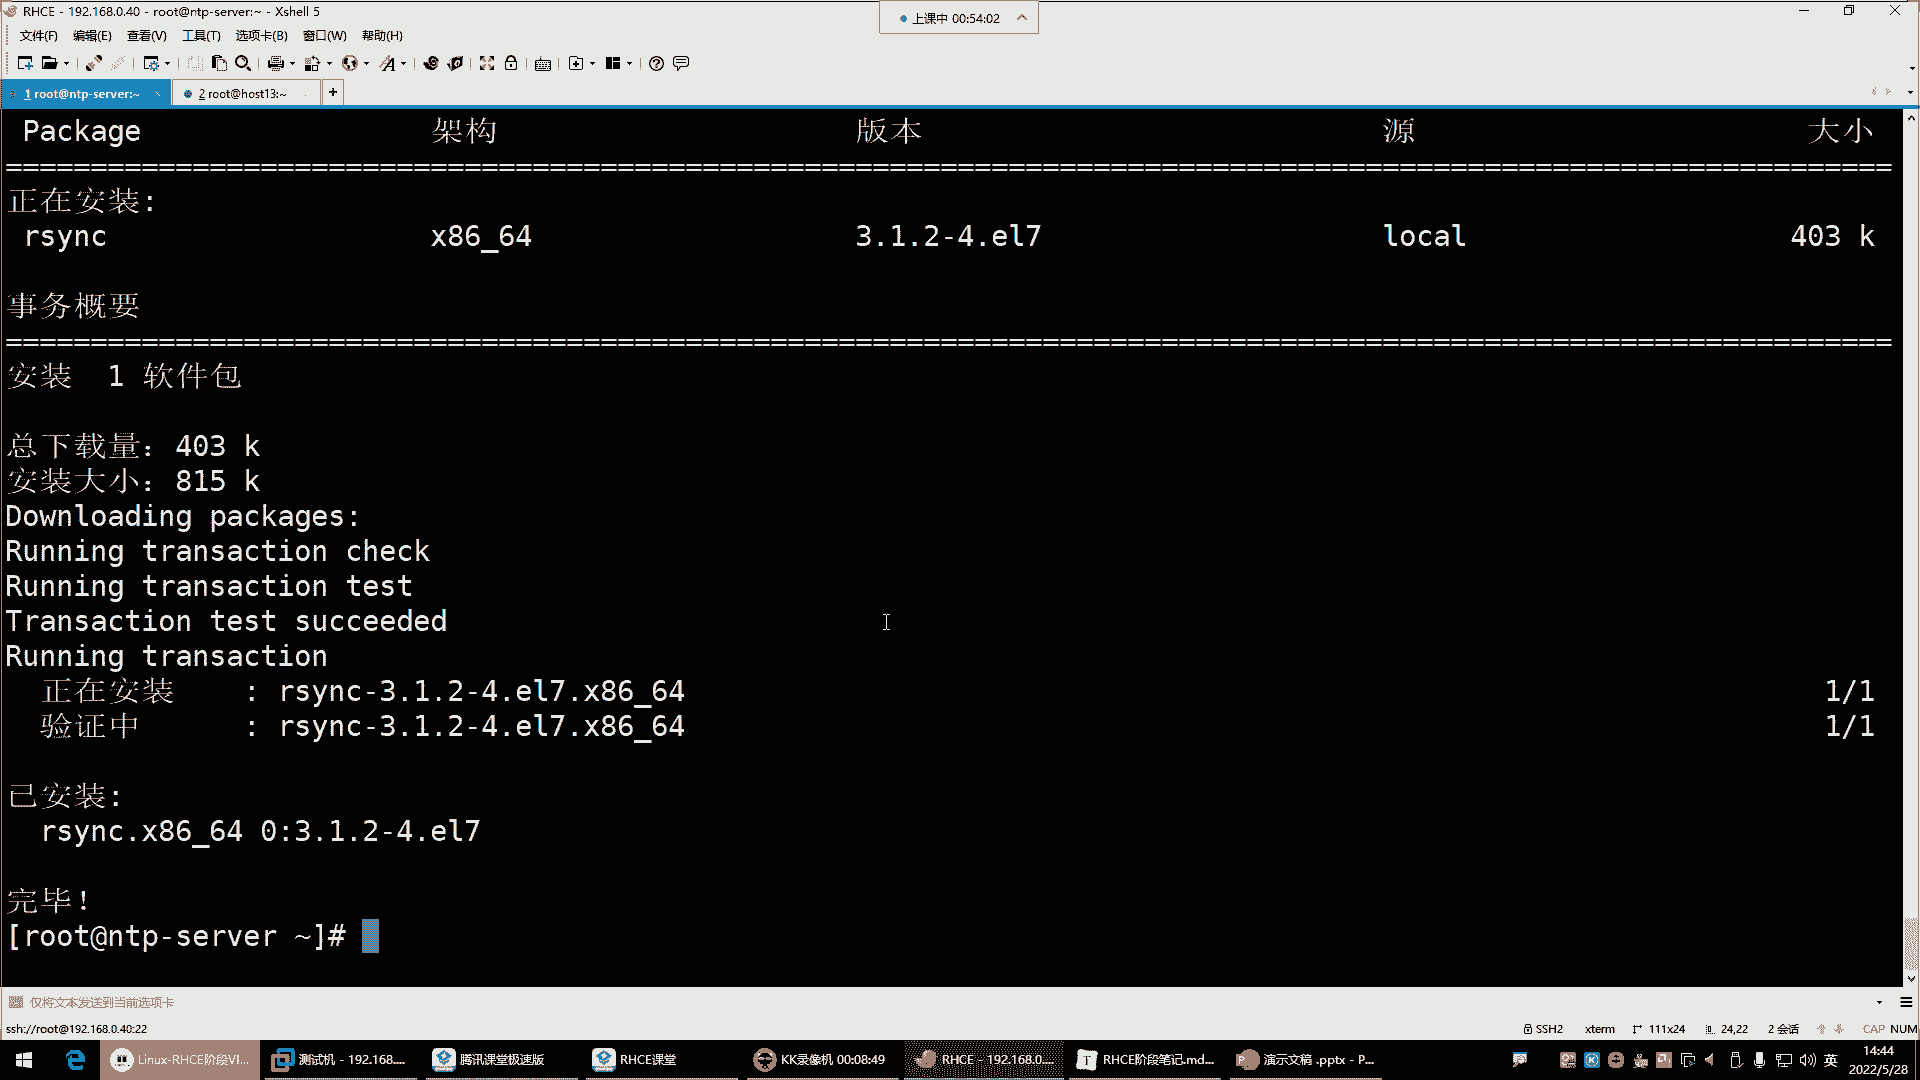 RHCE - 192.168.0.40 - root@ntp-server:~ - Xshell 5
上课中 00:54:02
文件(F) 编辑(E) 查看(V) 工具(T) 选项卡(B) 窗口(W) 帮助(H)
1 root@ntp-server:~ × 2 root@host13:~ +
Package 架构 版本 源 大小
================================================================================================================
正在安装:
rsync x86_64 3.1.2-4.el7 local 403 k
事务概要
================================================================================================================
安装 1 软件包
总下载量：403 k
安装大小：815 k
Downloading packages:
Running transaction check
Running transaction test
Transaction test succeeded
Running transaction
正在安装 : rsync-3.1.2-4.el7.x86_64 1/1
验证中 : rsync-3.1.2-4.el7.x86_64 1/1
已安装:
rsync.x86_64 0:3.1.2-4.el7
完毕！
[root@ntp-server ~]#
仅将文本发送到当前选项卡
ssh://root@192.168.0.40:22 SSH2 xterm 111x24 24,22 2 会话 CAP NUM
Linux-RHCE阶段VI... 测试机 - 192.168.... 腾讯课堂极速版 RHCE课堂 KK录像机 00:08:49 RHCE - 192.168.0.... RHCE阶段笔记.md... 演示文稿 .pptx - P... 英 14:44
2022/5/28